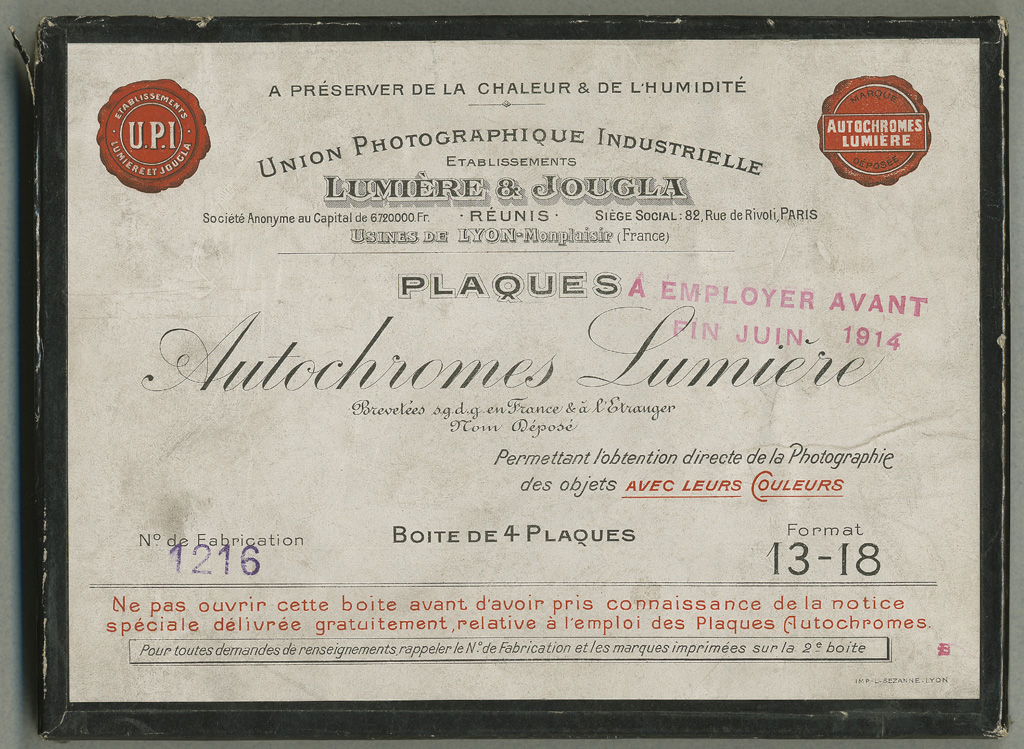 A PRÉSERVER DE LA CHALEUR & DE L'HUMIDITÉ
ETABLISSEMENTS
U.P.I
LUMIÈRE ET JOUGLA
MARQUE
AUTOCHROMES
LUMIÈRE
DÉPOSÉE
UNION PHOTOGRAPHIQUE INDUSTRIELLE
ETABLISSEMENTS
LUMIÈRE & JOUGLA
Société Anonyme au Capital de 6720000.Fr. · RÉUNIS · SIÈGE SOCIAL: 82, Rue de Rivoli, PARIS
USINES DE LYON-Monplaisir (France)
PLAQUES
À EMPLOYER AVANT
FIN JUIN 1914
Autochromes Lumière
Brevetées s.g.d.g. en France & à l'Etranger
Nom Déposé
Permettant l'obtention directe de la Photographie
des objets AVEC LEURS COULEURS
N° de Fabrication
1216
BOITE DE 4 PLAQUES
Format
13-18
Ne pas ouvrir cette boite avant d'avoir pris connaissance de la notice
spéciale délivrée gratuitement, relative à l'emploi des Plaques Autochromes.
Pour toutes demandes de renseignements, rappeler le N° de Fabrication et les marques imprimées sur la 2e boite
IMP-L-SEZANNE-LYON